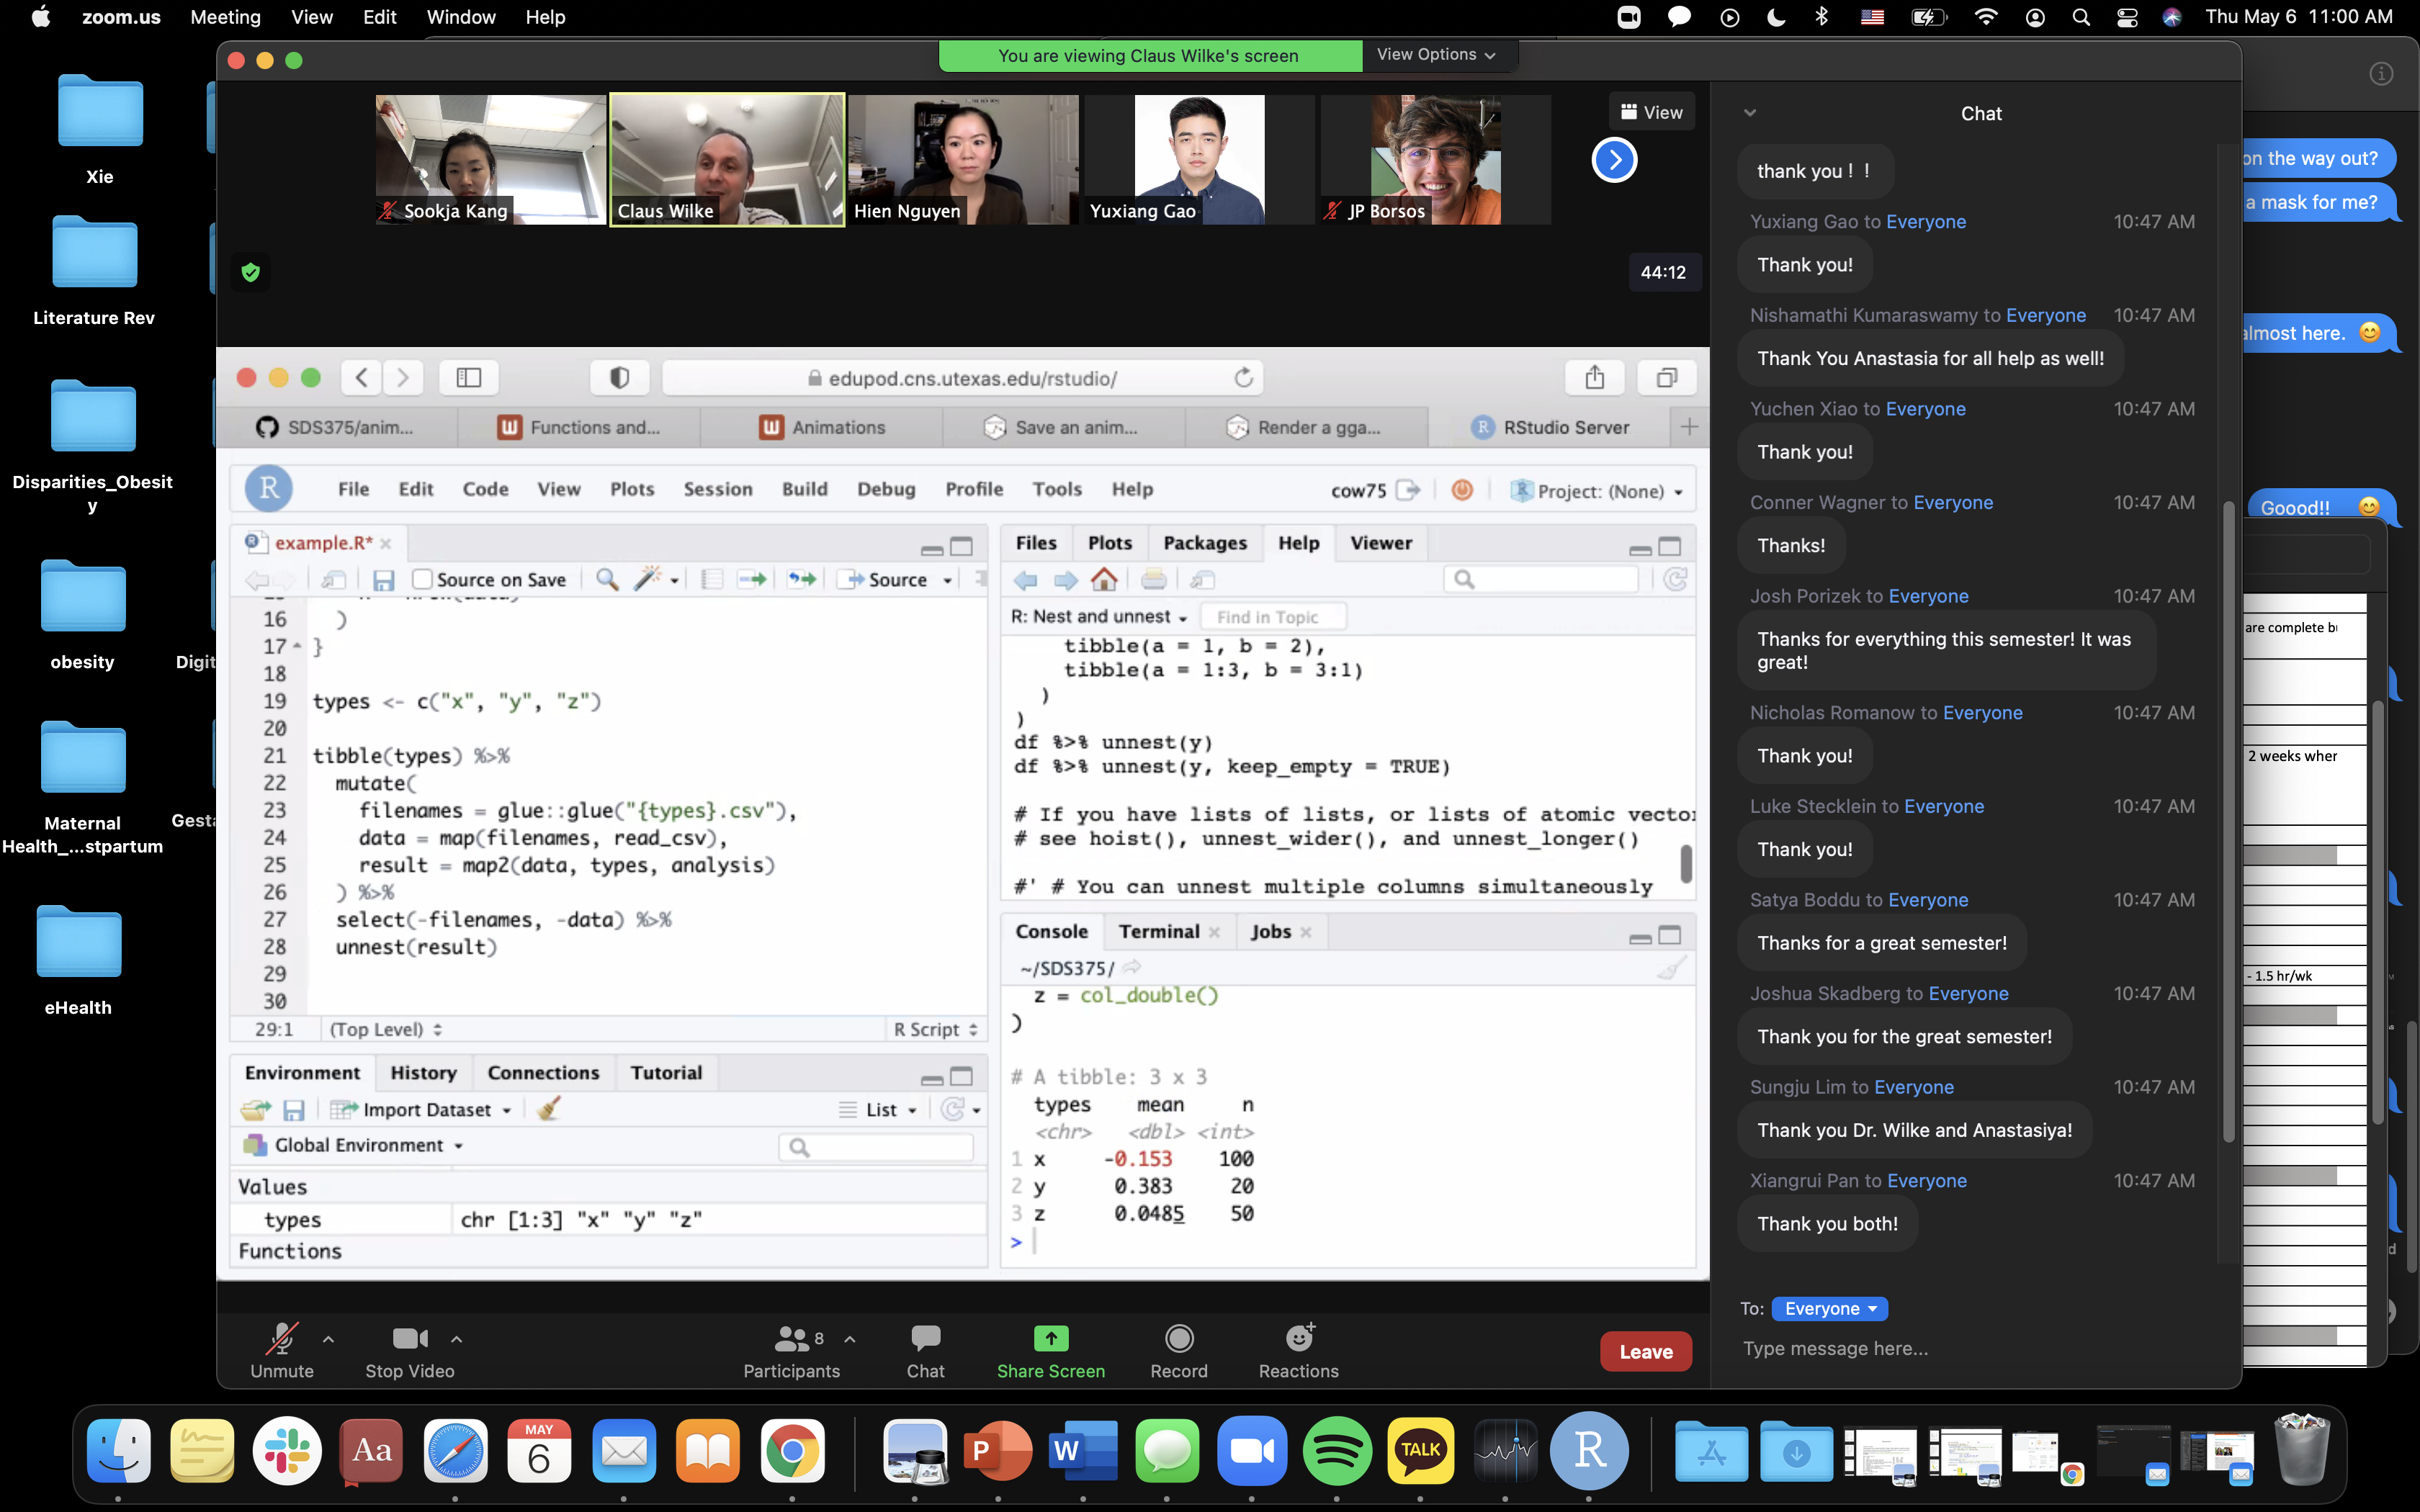 zoom.us Meeting View Edit Window Help
Thu May 6 11:00 AM
Xie
Literature Rev
Disparities_Obesit
y
obesity
Digit
Maternal
Health_...stpartum
Gesta
eHealth
You are viewing Claus Wilke's screen
View Options
Sookja Kang
Claus Wilke
Hien Nguyen
Yuxiang Gao
JP Borsos
View
44:12
edupod.cns.utexas.edu/rstudio/
SDS375/anim...
Functions and...
Animations
Save an anim...
Render a gga...
RStudio Server
File Edit Code View Plots Session Build Debug Profile Tools Help
cow75
Project: (None)
example.R*
Source on Save
Source
16 )
17 }
18
19 types <- c("x", "y", "z")
20
21 tibble(types) %>%
22 mutate(
23 filenames = glue::glue("{types}.csv"),
24 data = map(filenames, read_csv),
25 result = map2(data, types, analysis)
26 ) %>%
27 select(-filenames, -data) %>%
28 unnest(result)
29
30
29:1 (Top Level) R Script
Environment History Connections Tutorial
Import Dataset List
Global Environment
Values
types chr [1:3] "x" "y" "z"
Functions
Files Plots Packages Help Viewer
R: Nest and unnest Find in Topic
tibble(a = 1, b = 2),
tibble(a = 1:3, b = 3:1)
)
)
df %>% unnest(y)
df %>% unnest(y, keep_empty = TRUE)
# If you have lists of lists, or lists of atomic vector
# see hoist(), unnest_wider(), and unnest_longer()
#' # You can unnest multiple columns simultaneously
Console Terminal Jobs
~/SDS375/
z = col_double()
)
# A tibble: 3 x 3
types mean n
<chr> <dbl> <int>
1 x -0.153 100
2 y 0.383 20
3 z 0.0485 50
>
Chat
thank you！！
Yuxiang Gao to Everyone 10:47 AM
Thank you!
Nishamathi Kumaraswamy to Everyone 10:47 AM
Thank You Anastasia for all help as well!
Yuchen Xiao to Everyone 10:47 AM
Thank you!
Conner Wagner to Everyone 10:47 AM
Thanks!
Josh Porizek to Everyone 10:47 AM
Thanks for everything this semester! It was
great!
Nicholas Romanow to Everyone 10:47 AM
Thank you!
Luke Stecklein to Everyone 10:47 AM
Thank you!
Satya Boddu to Everyone 10:47 AM
Thanks for a great semester!
Joshua Skadberg to Everyone 10:47 AM
Thank you for the great semester!
Sungju Lim to Everyone 10:47 AM
Thank you Dr. Wilke and Anastasiya!
Xiangrui Pan to Everyone 10:47 AM
Thank you both!
To: Everyone
Type message here...
on the way out?
a mask for me?
almost here. 😊
Goood!! 😊
are complete
2 weeks wher
- 1.5 hr/wk
Unmute
Stop Video
8
Participants
Chat
Share Screen
Record
Reactions
Leave
Aa
MAY
6
P
W
TALK
R